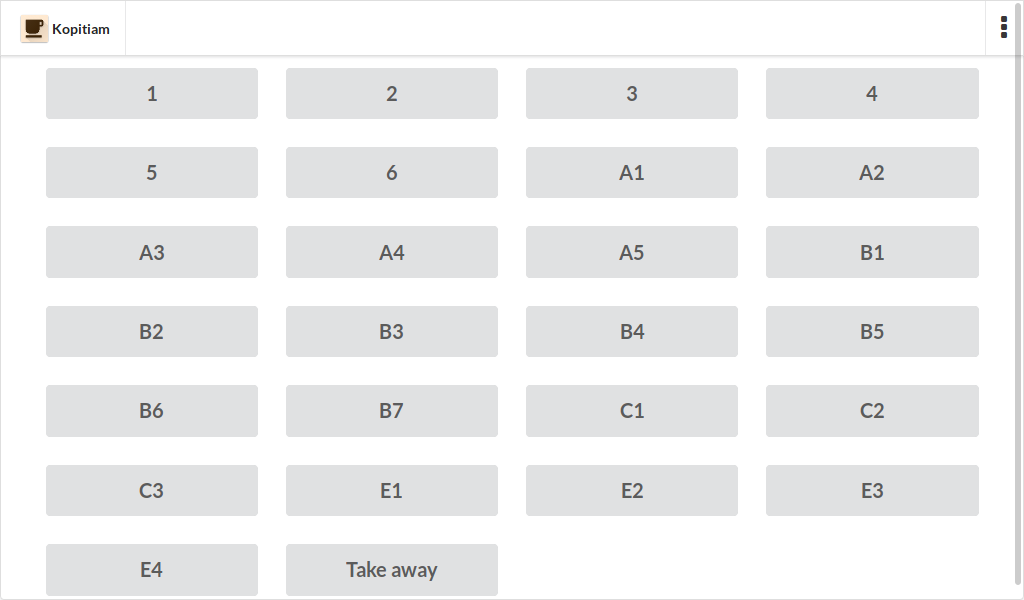 Kopitiam
1 2 3 4
5 6 A1 A2
A3 A4 A5 B1
B2 B3 B4 B5
B6 B7 C1 C2
C3 E1 E2 E3
E4 Take away